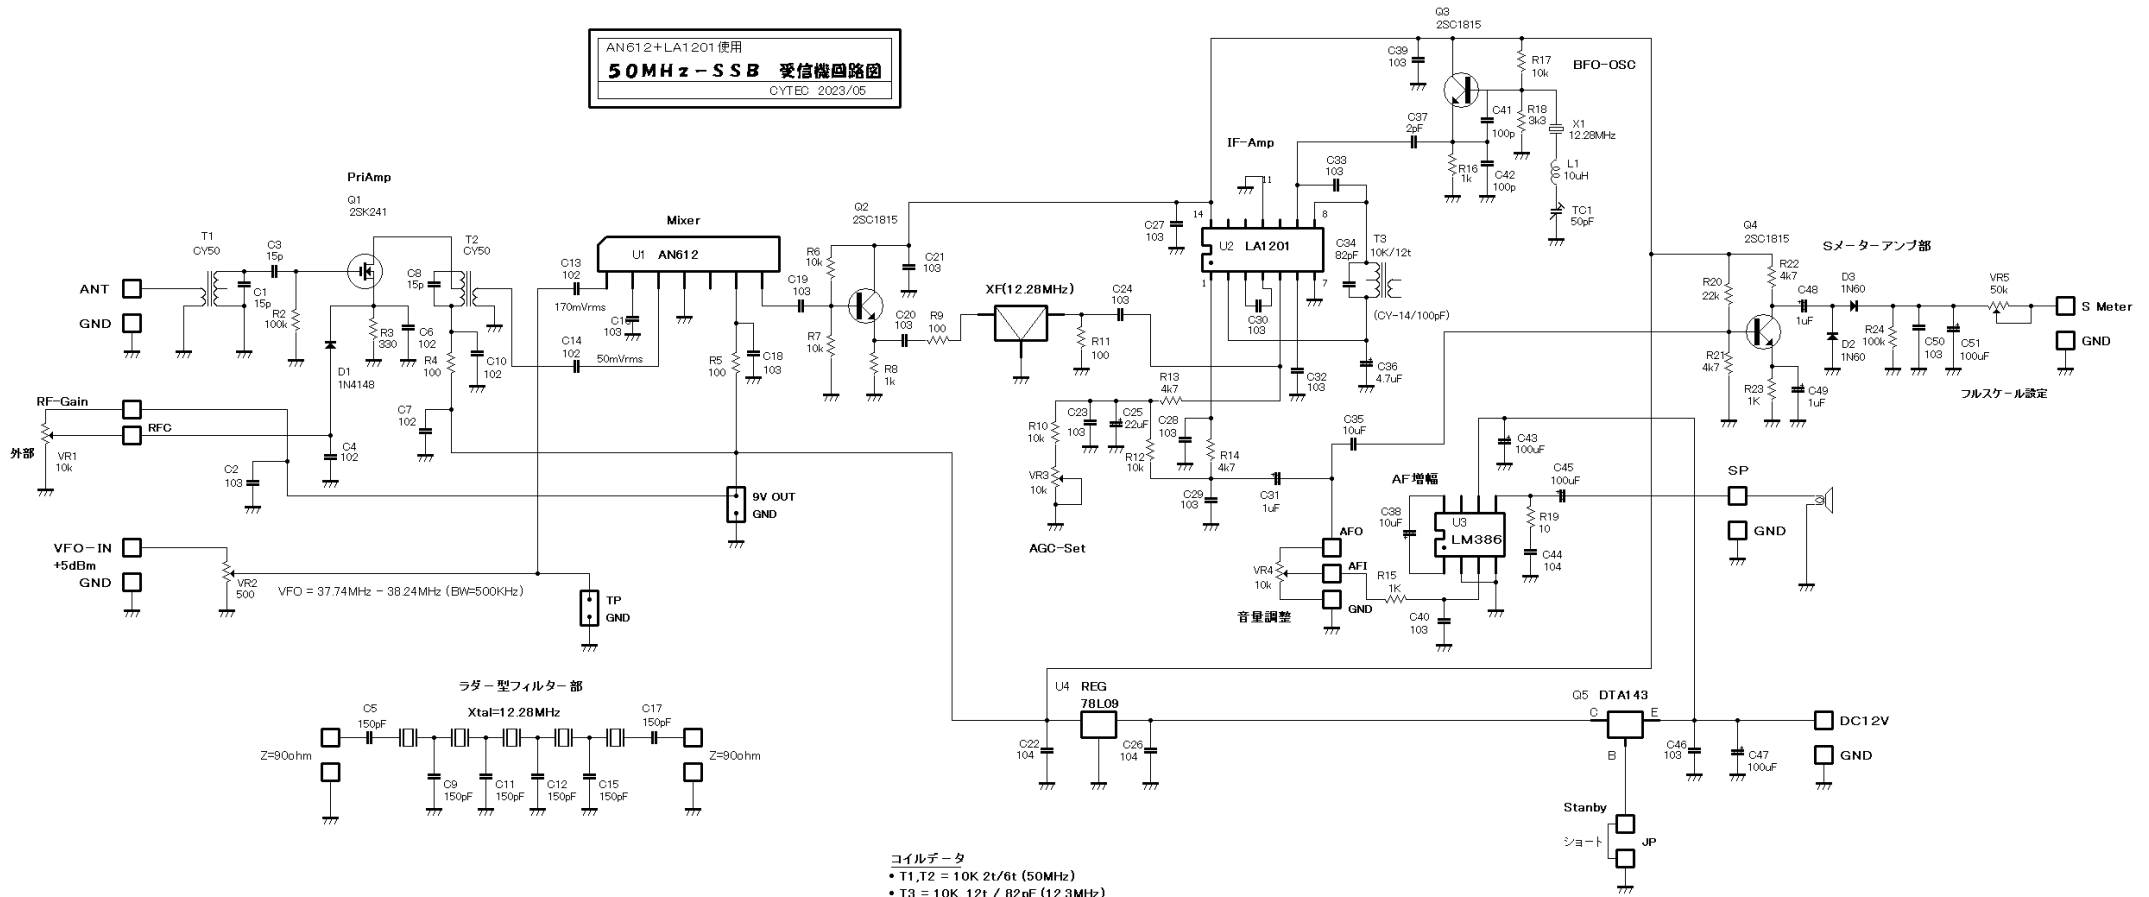 AN612+LA1201使用
50MHz-SSB 受信機回路図
CYTEC 2023/05
PriAmp
Q1
2SK241
T1
CY50
C3
15p
C1
15p
R2
100k
T2
CY50
C8
15p
ANT
GND
D1
1N4148
R3
330
C6
102
R4
100
C10
102
C7
102
RF-Gain
RFC
外部
VR1
10k
C2
103
C4
102
VFO-IN
+5dBm
GND
VR2
500
VFO = 37.74MHz - 38.24MHz (BW=500KHz)
TP
GND
9V OUT
GND
Mixer
U1 AN612
C13
102
170mVrms
C14
102
50mVrms
103
R5
100
C18
103
C19
103
R6
10k
R7
10k
Q2
2SC1815
C21
103
C20
103
R9
100
R8
1k
XF(12.28MHz)
R11
100
C24
103
IF-Amp
C27
103
14
11
8
U2 LA1201
1
7
C30
103
C33
103
C34
82pF
T3
10K/12t
(CY-14/100pF)
C36
4.7uF
C32
103
R13
4k7
R10
10k
C23
103
C25
22uF
R12
10k
C28
103
R14
4k7
VR3
10k
AGC-Set
C29
103
C31
1uF
C35
10uF
AFO
AFI
GND
VR4
10k
音量調整
R15
1K
C40
103
AF増幅
C38
10uF
U3
LM386
C43
100uF
C45
100uF
R19
10
C44
104
SP
GND
Q3
2SC1815
C39
103
R17
10k
BFO-OSC
C37
2pF
C41
100p
R18
3k3
X1
12.28MHz
R16
1k
C42
100p
L1
10uH
TC1
50pF
Q4
2SC1815
Sメーターアンプ部
R20
22k
R22
4k7
C48
1uF
D3
1N60
VR5
50k
S Meter
GND
R21
4k7
D2
1N60
R24
100k
C50
103
C51
100uF
R23
1K
C49
1uF
フルスケール設定
ラダー型フィルター部
Xtal=12.28MHz
C5
150pF
C17
150pF
Z=90ohm
Z=90ohm
C9
150pF
C11
150pF
C12
150pF
C15
150pF
U4 REG
78L09
C22
104
C26
104
Q5 DTA143
C
E
B
DC12V
GND
C46
103
C47
100uF
Stanby
ショート
JP
コイルデータ
• T1,T2 = 10K 2t/6t (50MHz)
• T3 = 10K 12t / 82pF (12.3MHz)